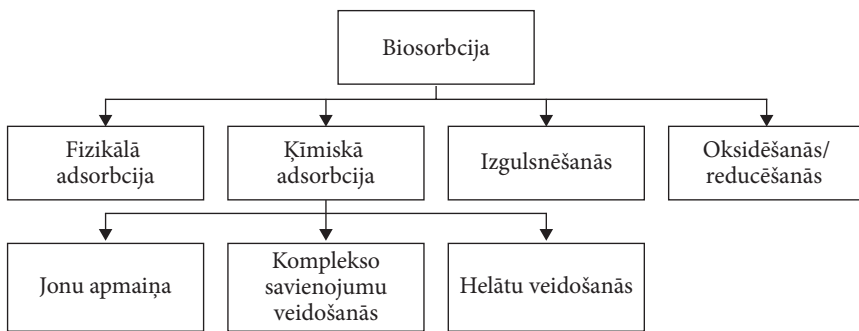 Biosorbcija
Fizikālā
adsorbcija
Ķīmiskā
adsorbcija
Izgulsnēšanās
Oksidēšanās/
reducēšanās
Jonu apmaiņa
Komplekso
savienojumu
veidošanās
Helātu veidošanās